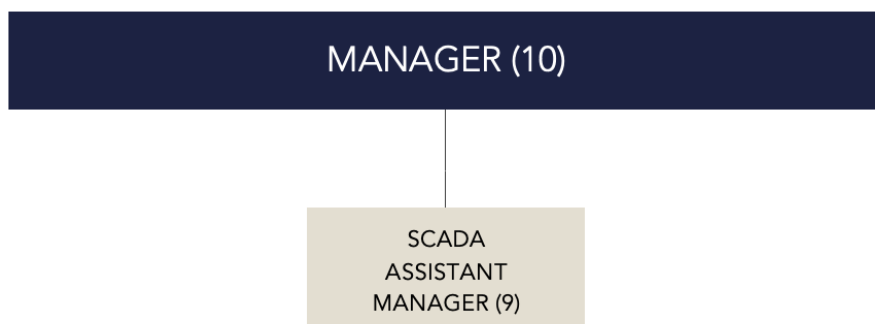 MANAGER (10)
SCADA
ASSISTANT
MANAGER (9)